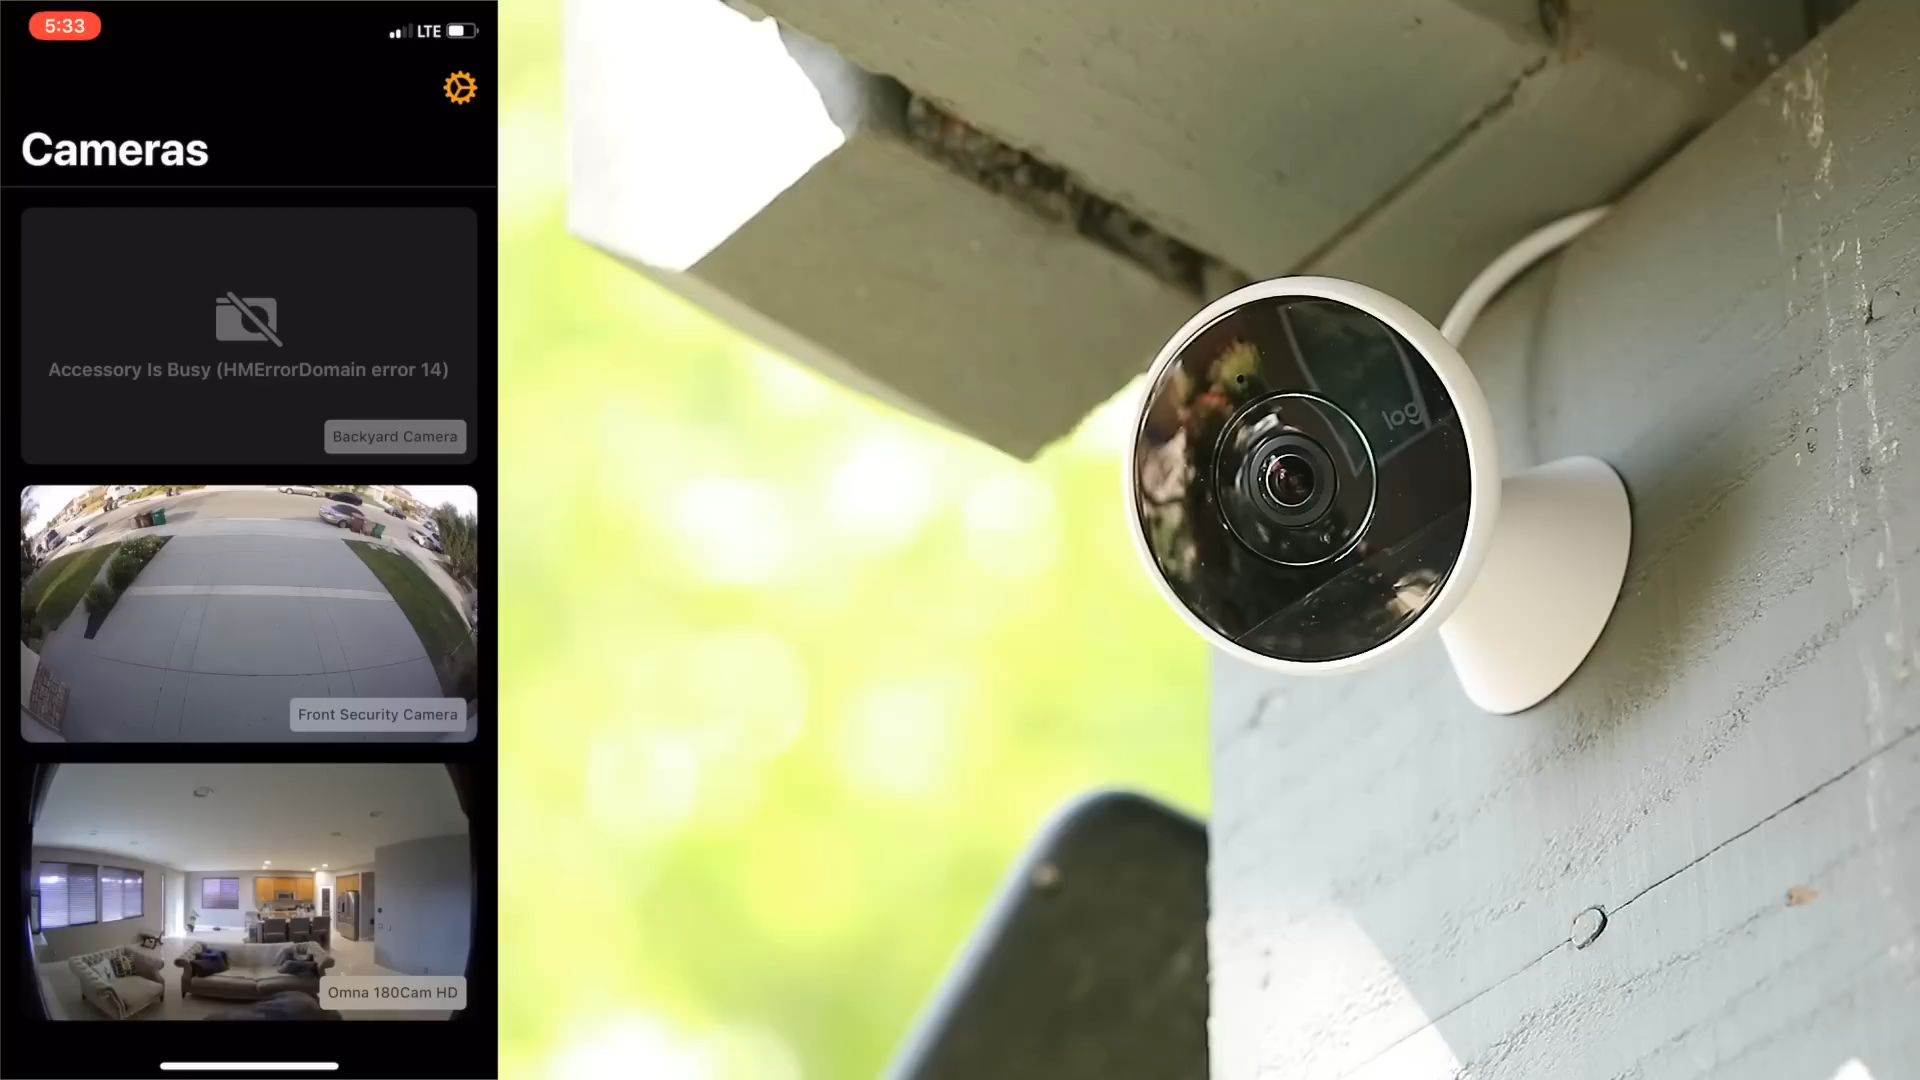 5:33
LTE
Cameras
Accessory Is Busy (HMErrorDomain error 14)
Backyard Camera
Front Security Camera
Omna 180Cam HD
log